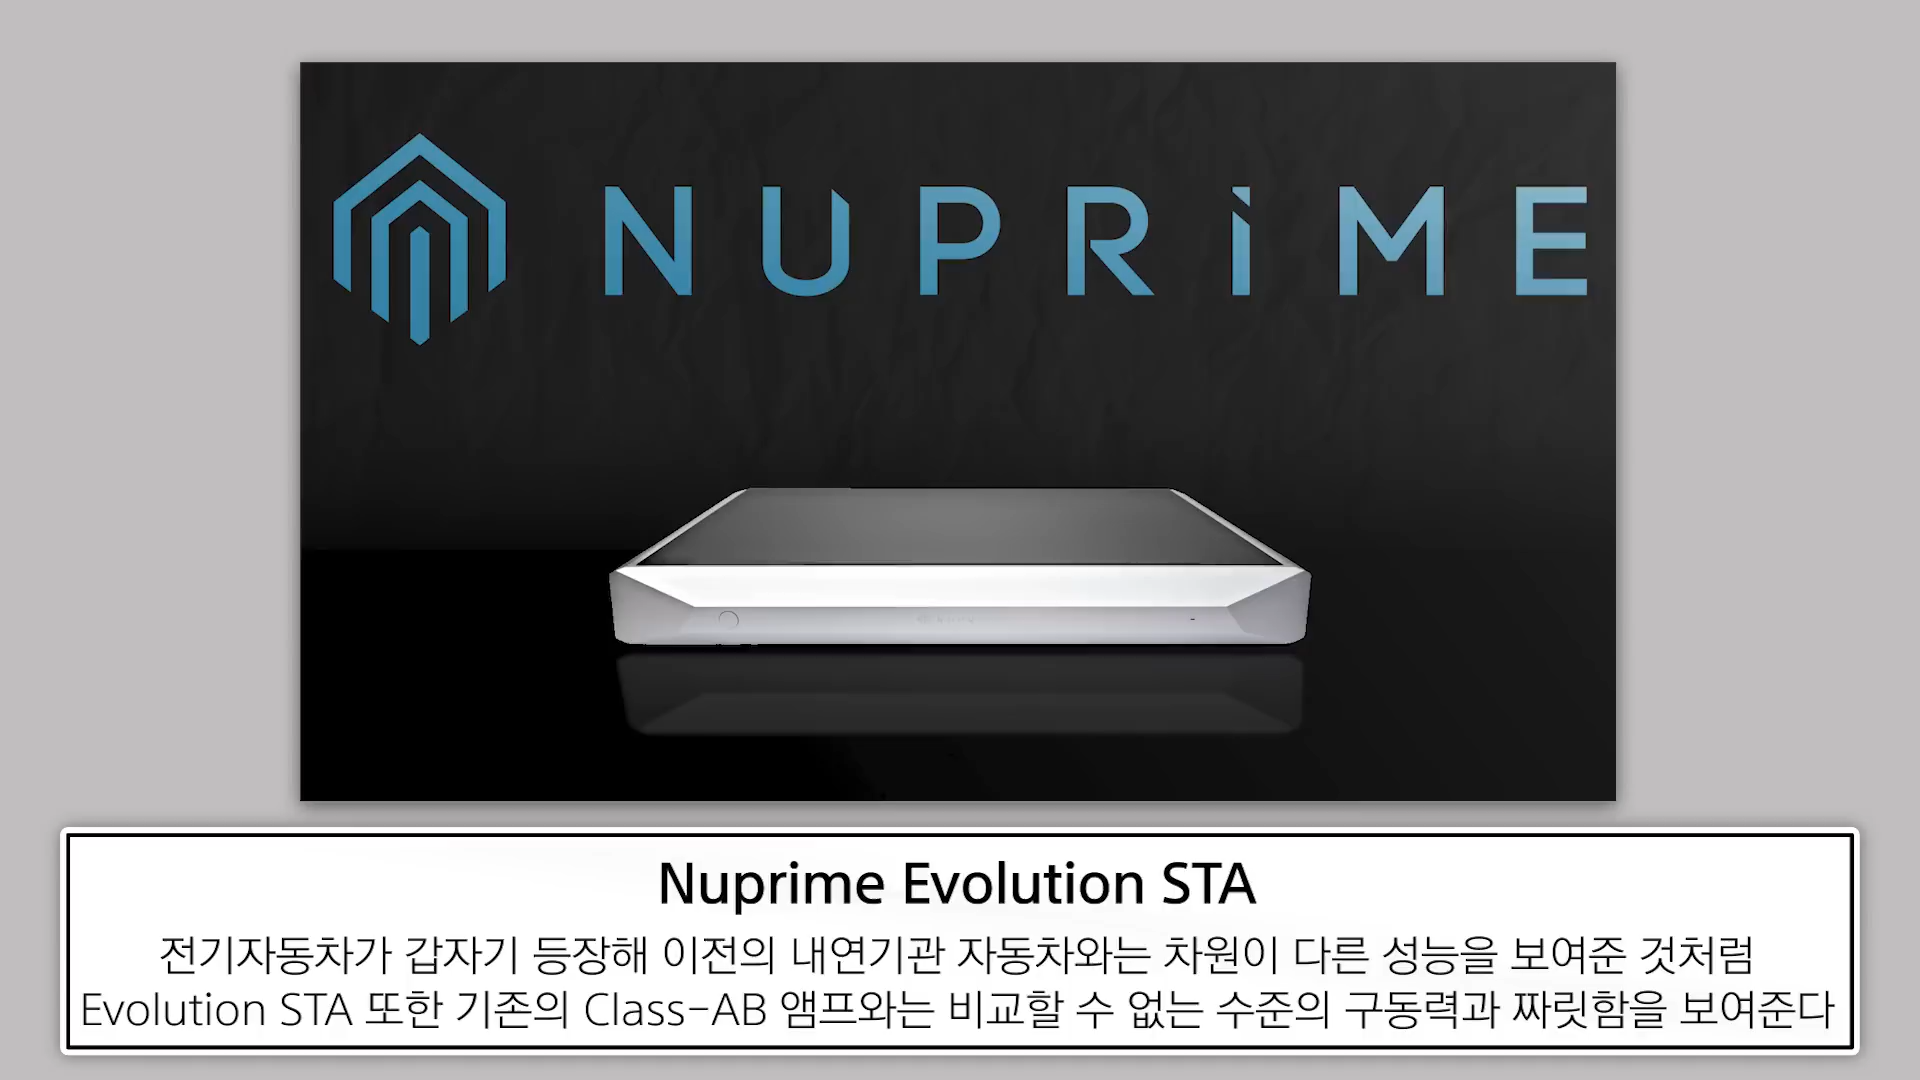 NUPRiME
Nuprime Evolution STA
전기자동차가 갑자기 등장해 이전의 내연기관 자동차와는 차원이 다른 성능을 보여준 것처럼
Evolution STA 또한 기존의 Class-AB 앰프와는 비교할 수 없는 수준의 구동력과 짜릿함을 보여준다